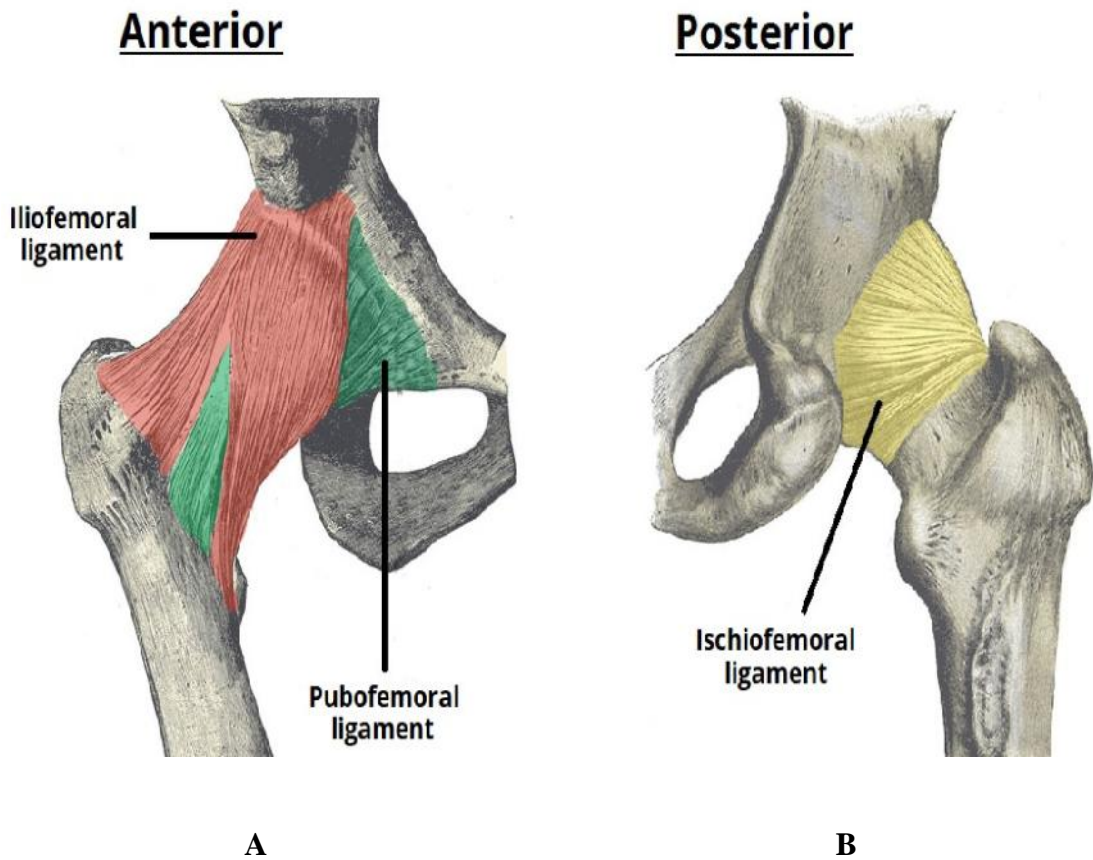 Anterior
Posterior
Iliofemoral
ligament
Pubofemoral
ligament
Ischiofemoral
ligament
A
B